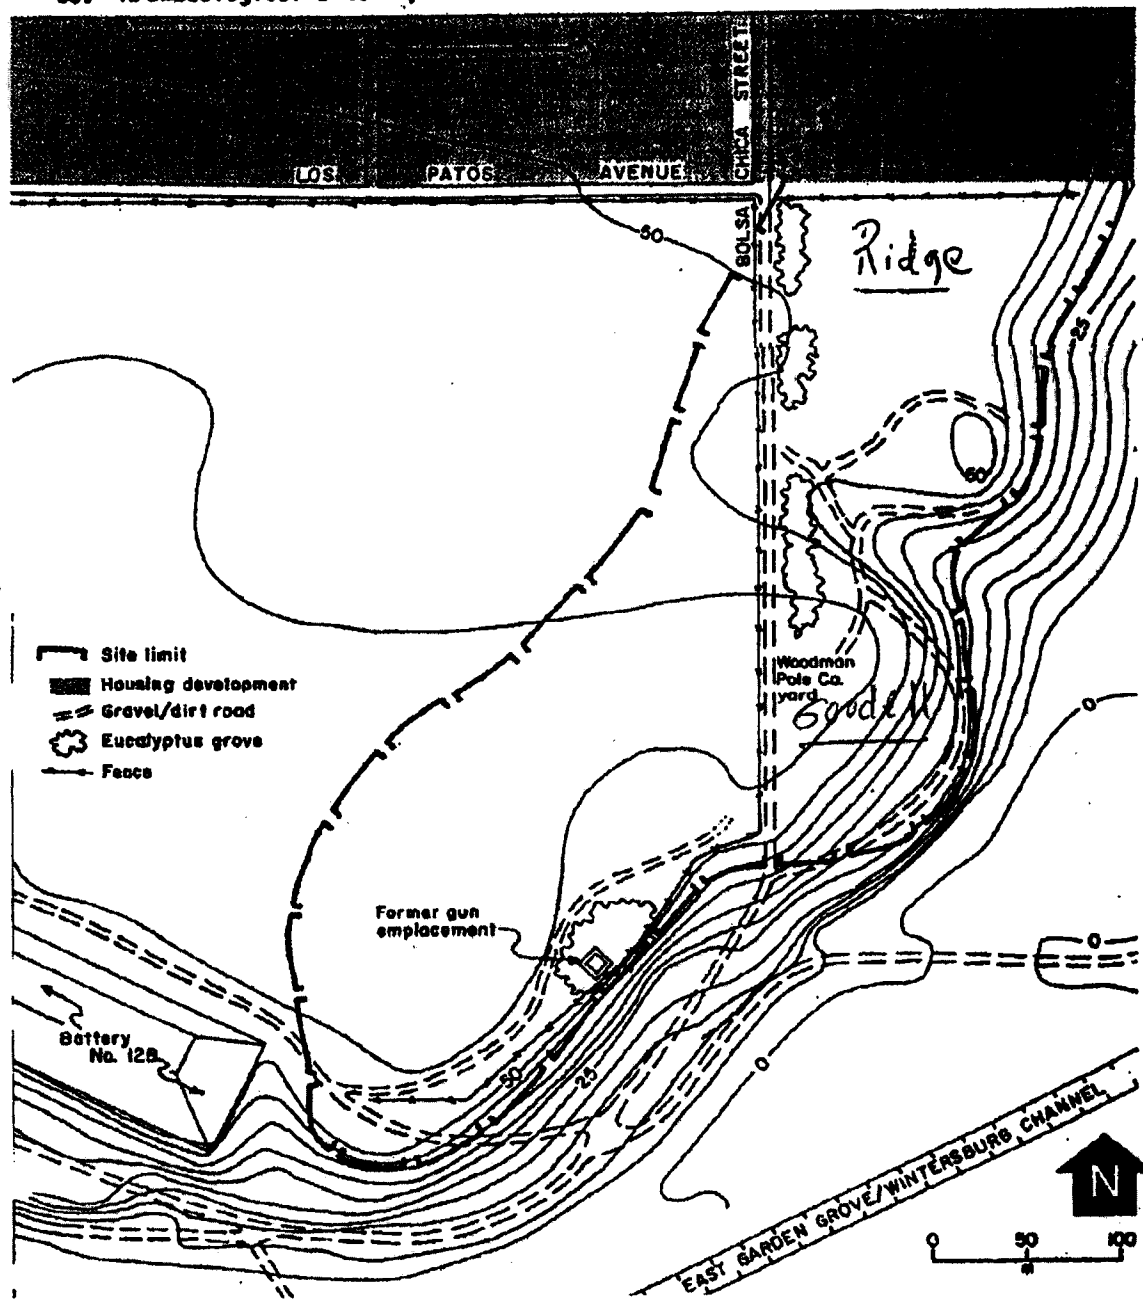 CHICA STREET
LOS PATOS AVENUE
BOLSA
50
Ridge
25
50
Site limit
Housing development
Gravel/dirt road
Eucalyptus grove
Fence
Woodman
Pole Co.
yard
Goodell
0
Former gun
emplacement
0
Battery
No. 128
50
25
0
EAST GARDEN GROVE/WINTERSBURG CHANNEL
N
0 50 100
m